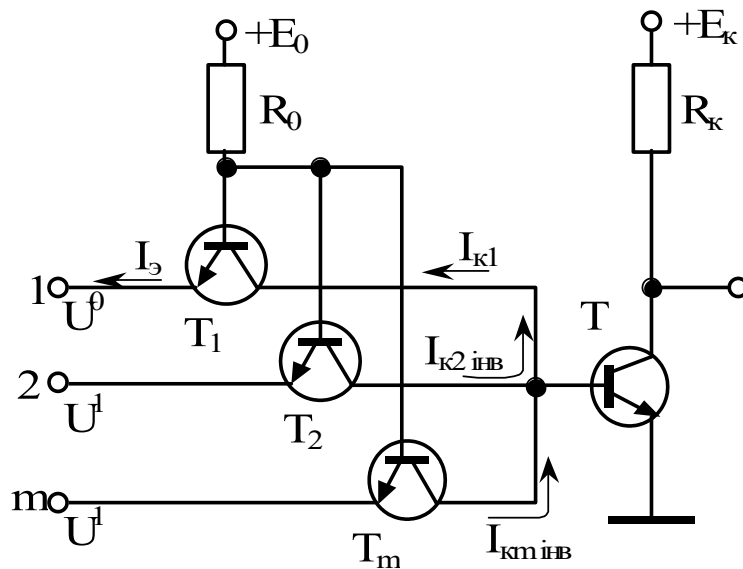 +E₀
+Eк
R₀
Rк
Iэ
Iк1
1
U⁰
T₁
T
Iк2 інв
2
U¹
T₂
m
U¹
Tm
Iкm інв